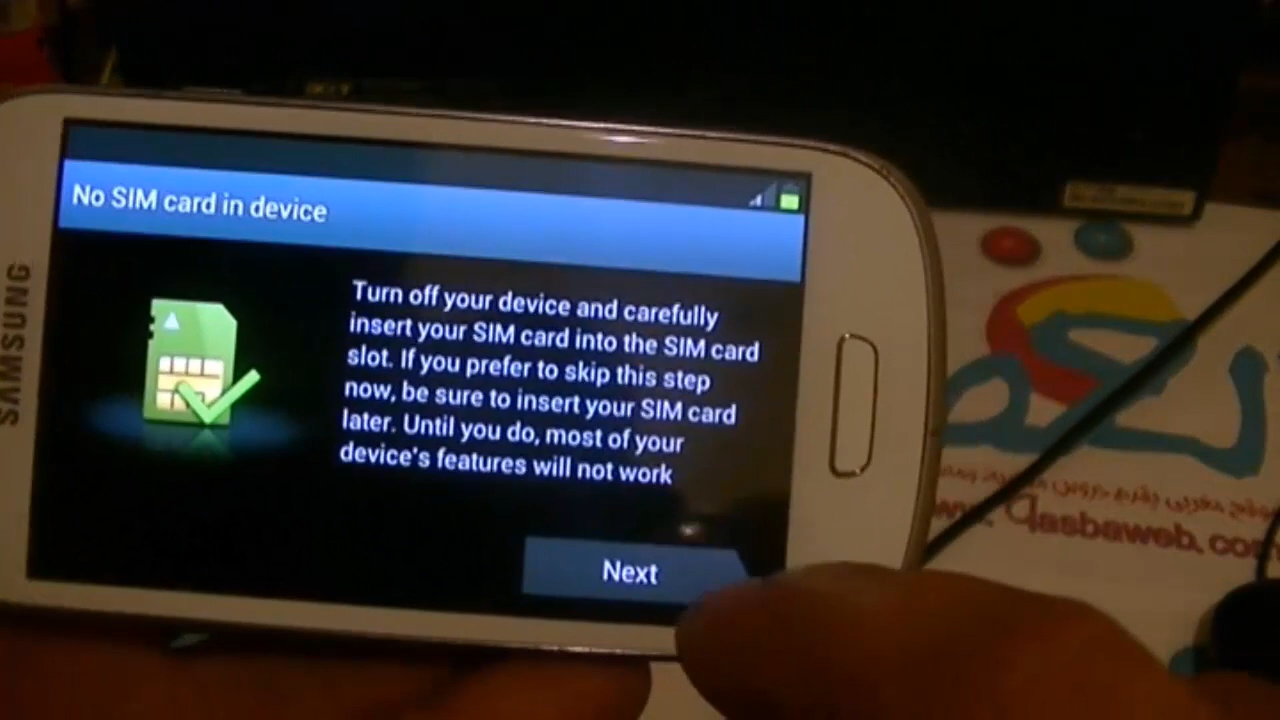 SAMSUNG
No SIM card in device
Turn off your device and carefully
insert your SIM card into the SIM card
slot. If you prefer to skip this step
now, be sure to insert your SIM card
later. Until you do, most of your
device's features will not work
Next
acer
Qasbaweb.com